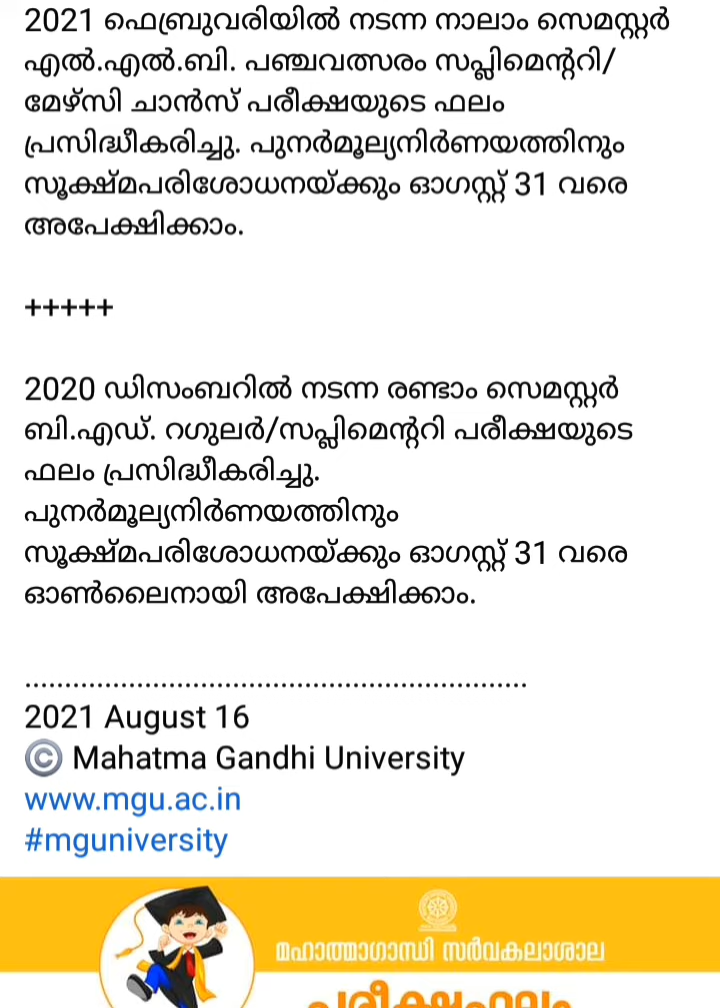 2021 ഫെബ്രുവരിയിൽ നടന്ന നാലാം സെമസ്റ്റർ
എൽ.എൽ.ബി. പഞ്ചവത്സരം സപ്ലിമെന്ററി/
മേഴ്സി ചാൻസ് പരീക്ഷയുടെ ഫലം
പ്രസിദ്ധീകരിച്ചു. പുനർമൂല്യനിർണയത്തിനും
സൂക്ഷ്മപരിശോധനയ്ക്കും ഓഗസ്റ്റ് 31 വരെ
അപേക്ഷിക്കാം.
+++++
2020 ഡിസംബറിൽ നടന്ന രണ്ടാം സെമസ്റ്റർ
ബി.എഡ്. റഗുലർ/സപ്ലിമെന്ററി പരീക്ഷയുടെ
ഫലം പ്രസിദ്ധീകരിച്ചു.
പുനർമൂല്യനിർണയത്തിനും
സൂക്ഷ്മപരിശോധനയ്ക്കും ഓഗസ്റ്റ് 31 വരെ
ഓൺലൈനായി അപേക്ഷിക്കാം.
...............................................................
2021 August 16
© Mahatma Gandhi University
www.mgu.ac.in
#mguniversity
മഹാത്മാഗാന്ധി സർവകലാശാല